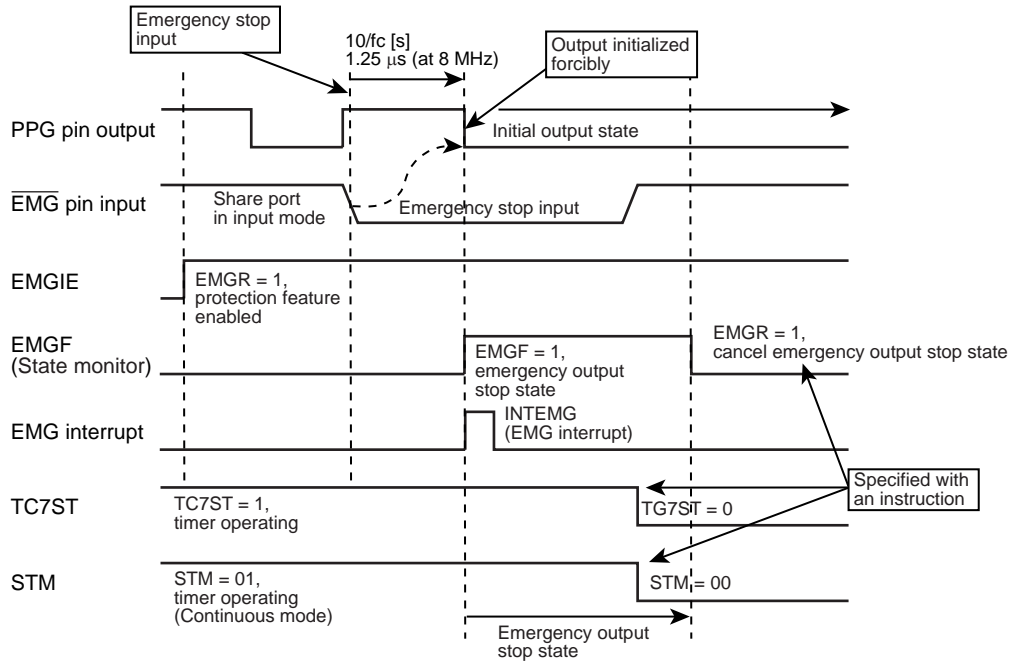 Emergency stop
input
10/fc [s]
1.25 μs (at 8 MHz)
Output initialized
forcibly
PPG pin output
Initial output state
EMG pin input
Share port
in input mode
Emergency stop input
EMGIE
EMGR = 1,
protection feature
enabled
EMGF
(State monitor)
EMGF = 1,
emergency output
stop state
EMGR = 1,
cancel emergency output stop state
EMG interrupt
INTEMG
(EMG interrupt)
Specified with
an instruction
TC7ST
TC7ST = 1,
timer operating
TG7ST = 0
STM
STM = 01,
timer operating
(Continuous mode)
STM = 00
Emergency output
stop state